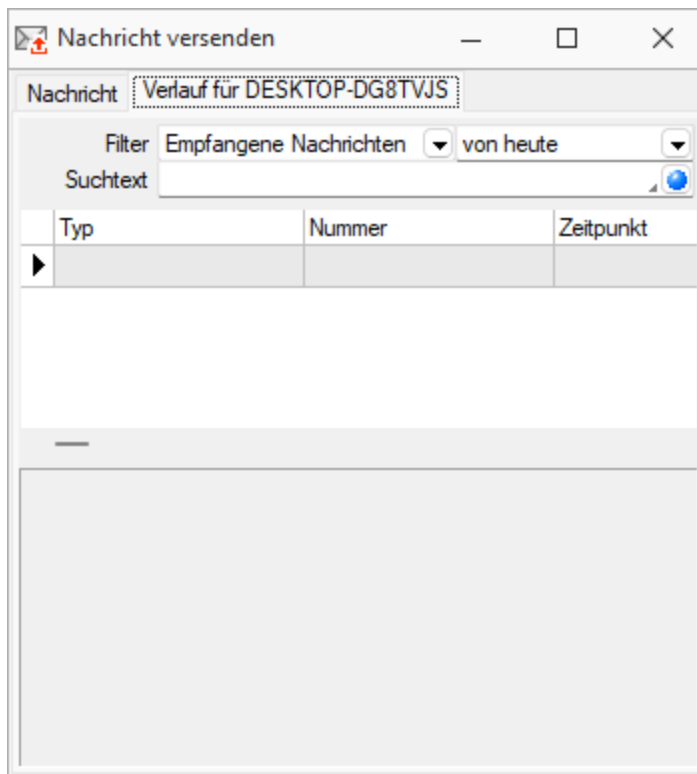 Nachricht versenden
Nachricht Verlauf für DESKTOP-DG8TVJS
Filter Empfangene Nachrichten von heute
Suchtext
Typ Nummer Zeitpunkt